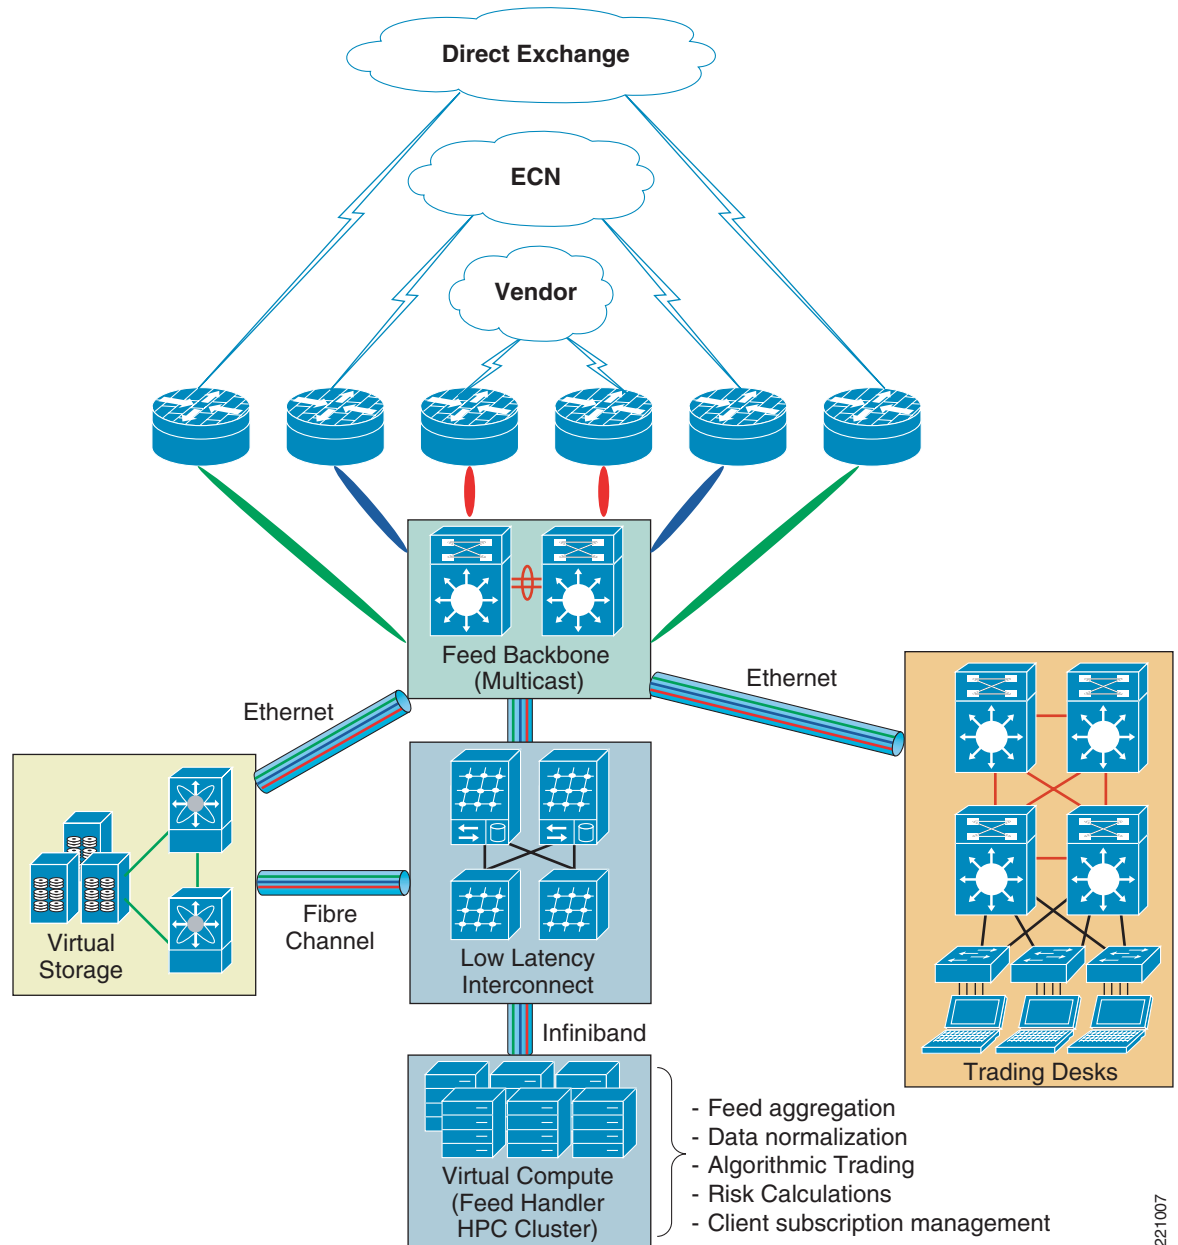 Direct Exchange
ECN
Vendor
Feed Backbone
(Multicast)
Ethernet
Ethernet
Virtual
Storage
Fibre
Channel
Low Latency
Interconnect
Trading Desks
Infiniband
Virtual Compute
(Feed Handler
HPC Cluster)
- Feed aggregation
- Data normalization
- Algorithmic Trading
- Risk Calculations
- Client subscription management
221007